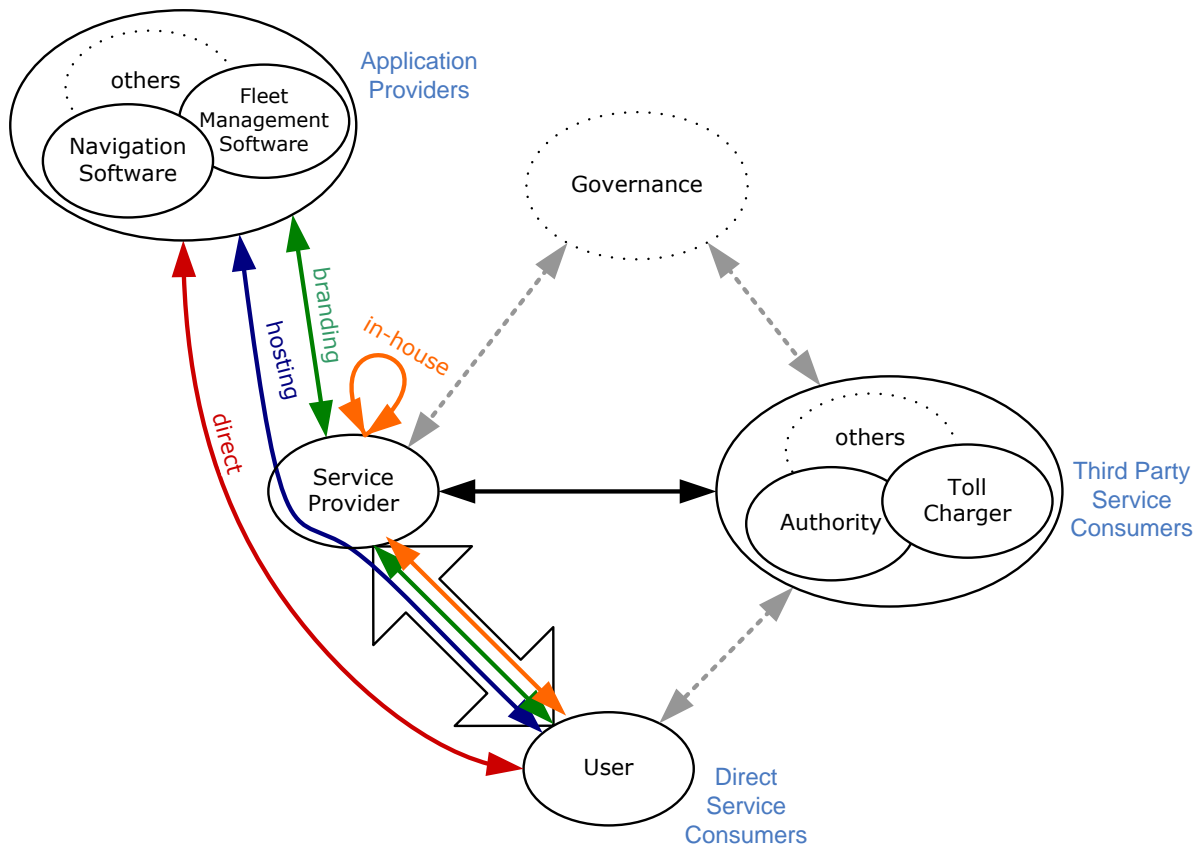 others
Fleet
Management
Software
Navigation
Software
Application
Providers
Governance
branding
hosting
in-house
direct
Service
Provider
others
Authority
Toll
Charger
Third Party
Service
Consumers
User
Direct
Service
Consumers